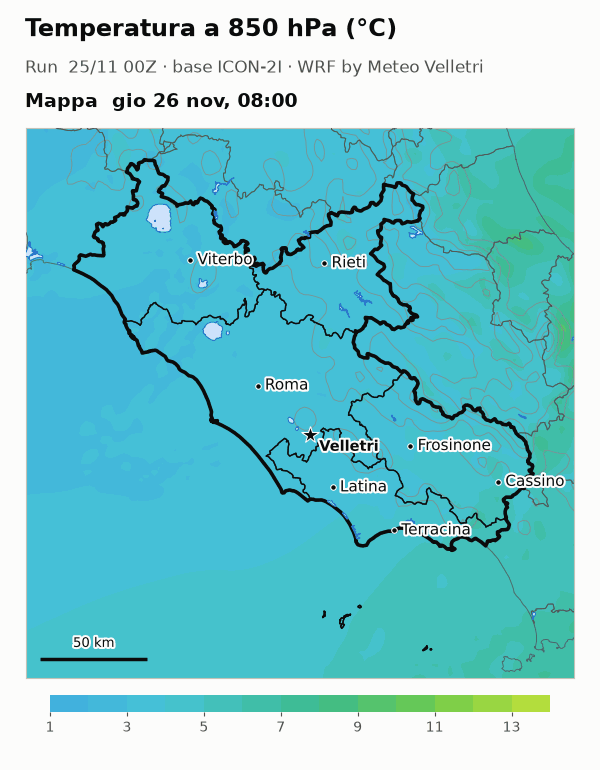 Temperatura a 850 hPa (°C)
Run  25/11 00Z · base ICON-2I · WRF by Meteo Velletri
Mappa  gio 26 nov, 08:00
Viterbo
Rieti
Roma
Velletri
Frosinone
Cassino
Latina
Terracina
50 km
1 3 5 7 9 11 13